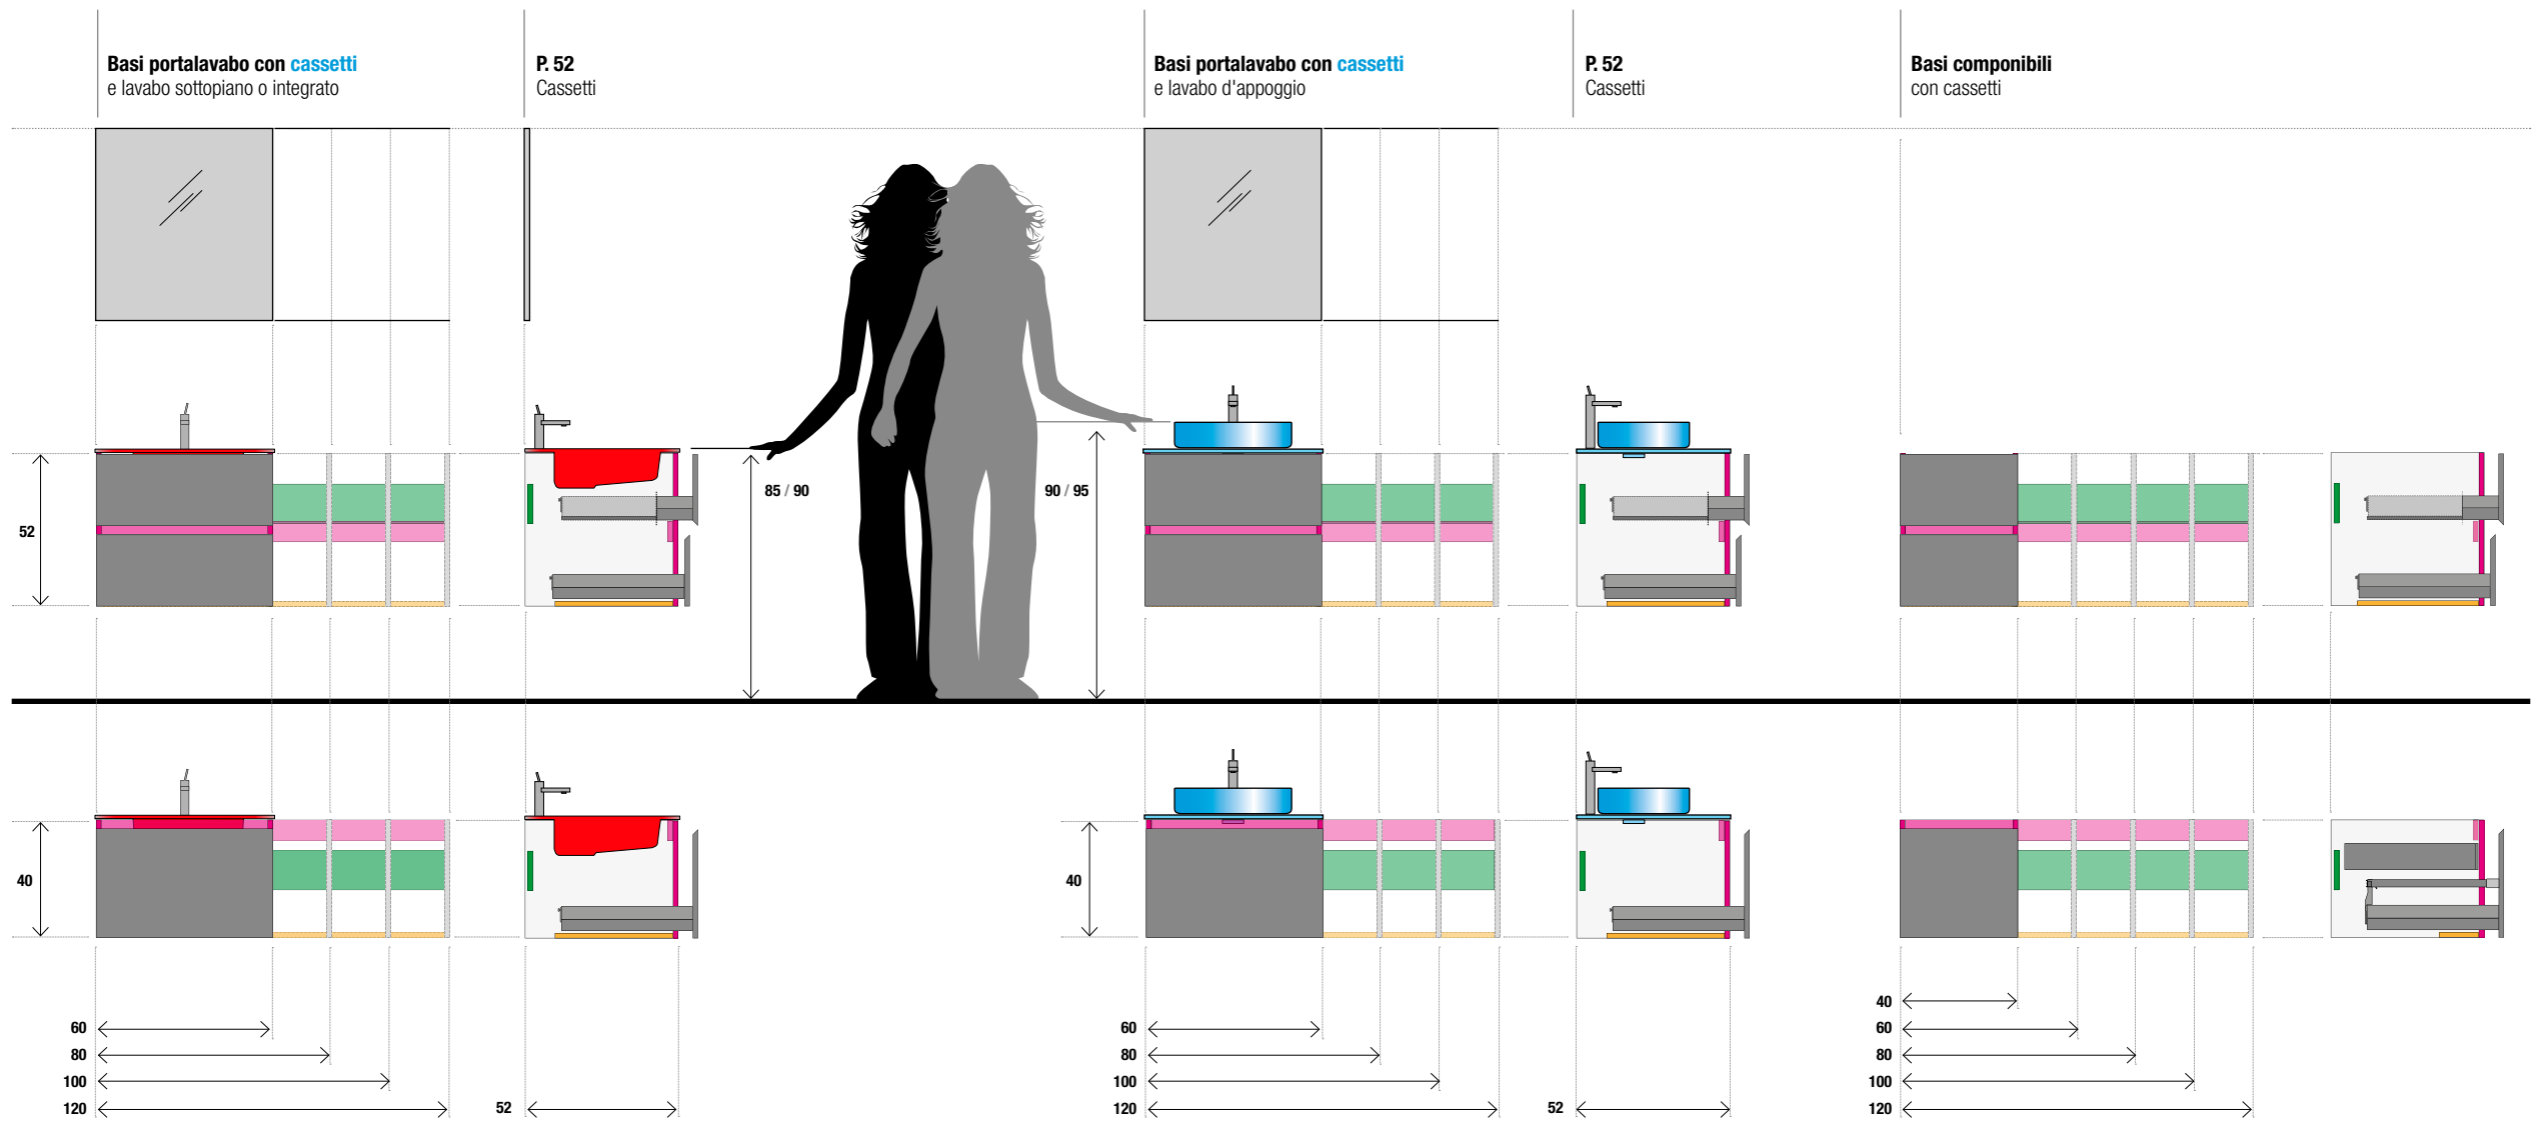 Basi portalavabo con cassetti
e lavabo sottopiano o integrato
P. 52
Cassetti
Basi portalavabo con cassetti
e lavabo d'appoggio
P. 52
Cassetti
Basi componibili
con cassetti
52
85 / 90
90 / 95
40
40
60
80
100
120
52
60
80
100
120
52
40
60
80
100
120